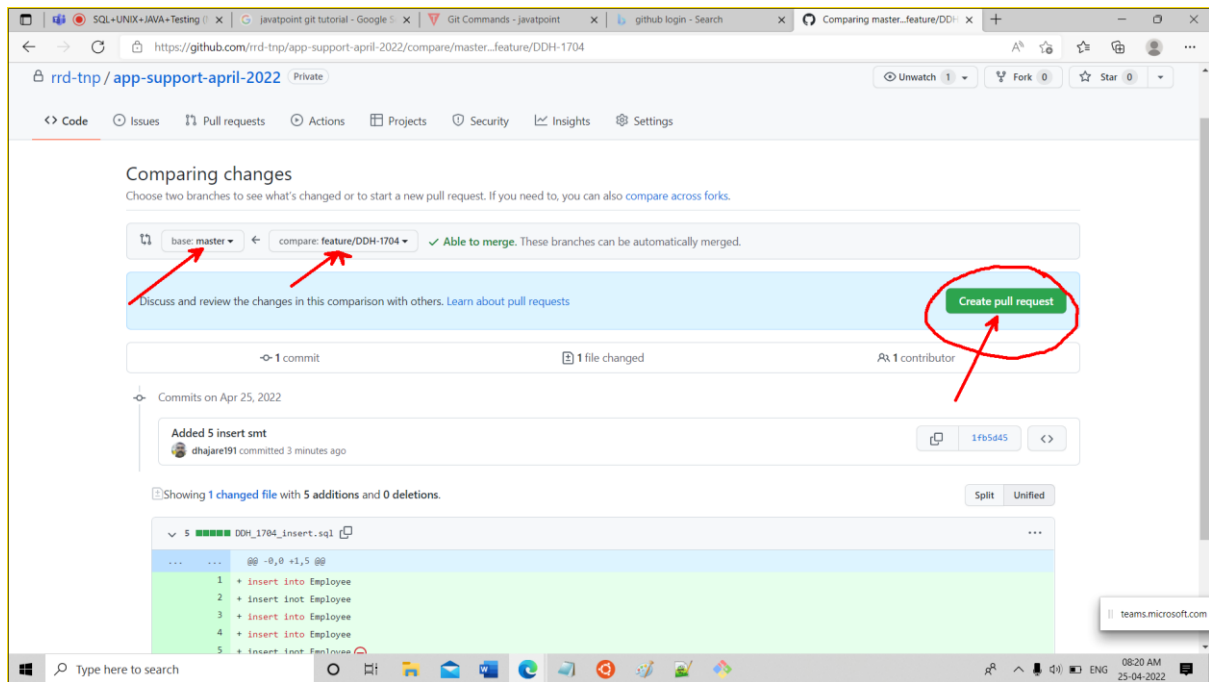 SQL+UNIX+JAVA+Testing (
javatpoint git tutorial - Google S
Git Commands - javatpoint
github login - Search
Comparing master...feature/DDH
https://github.com/rrd-tnp/app-support-april-2022/compare/master...feature/DDH-1704
rrd-tnp / app-support-april-2022 Private
Unwatch 1 Fork 0 Star 0
Code Issues Pull requests Actions Projects Security Insights Settings
Comparing changes
Choose two branches to see what's changed or to start a new pull request. If you need to, you can also compare across forks.
base: master compare: feature/DDH-1704 Able to merge. These branches can be automatically merged.
Discuss and review the changes in this comparison with others. Learn about pull requests
Create pull request
1 commit 1 file changed 1 contributor
Commits on Apr 25, 2022
Added 5 insert smt
dhajare191 committed 3 minutes ago
1fb5d45
Showing 1 changed file with 5 additions and 0 deletions.
Split Unified
5 DDH_1704_insert.sql
... ... @@ -0,0 +1,5 @@
1 + insert into Employee
2 + insert inot Employee
3 + insert into Employee
4 + insert into Employee
5 + insert inot Employee
teams.microsoft.com
Type here to search
ENG
08:20 AM
25-04-2022